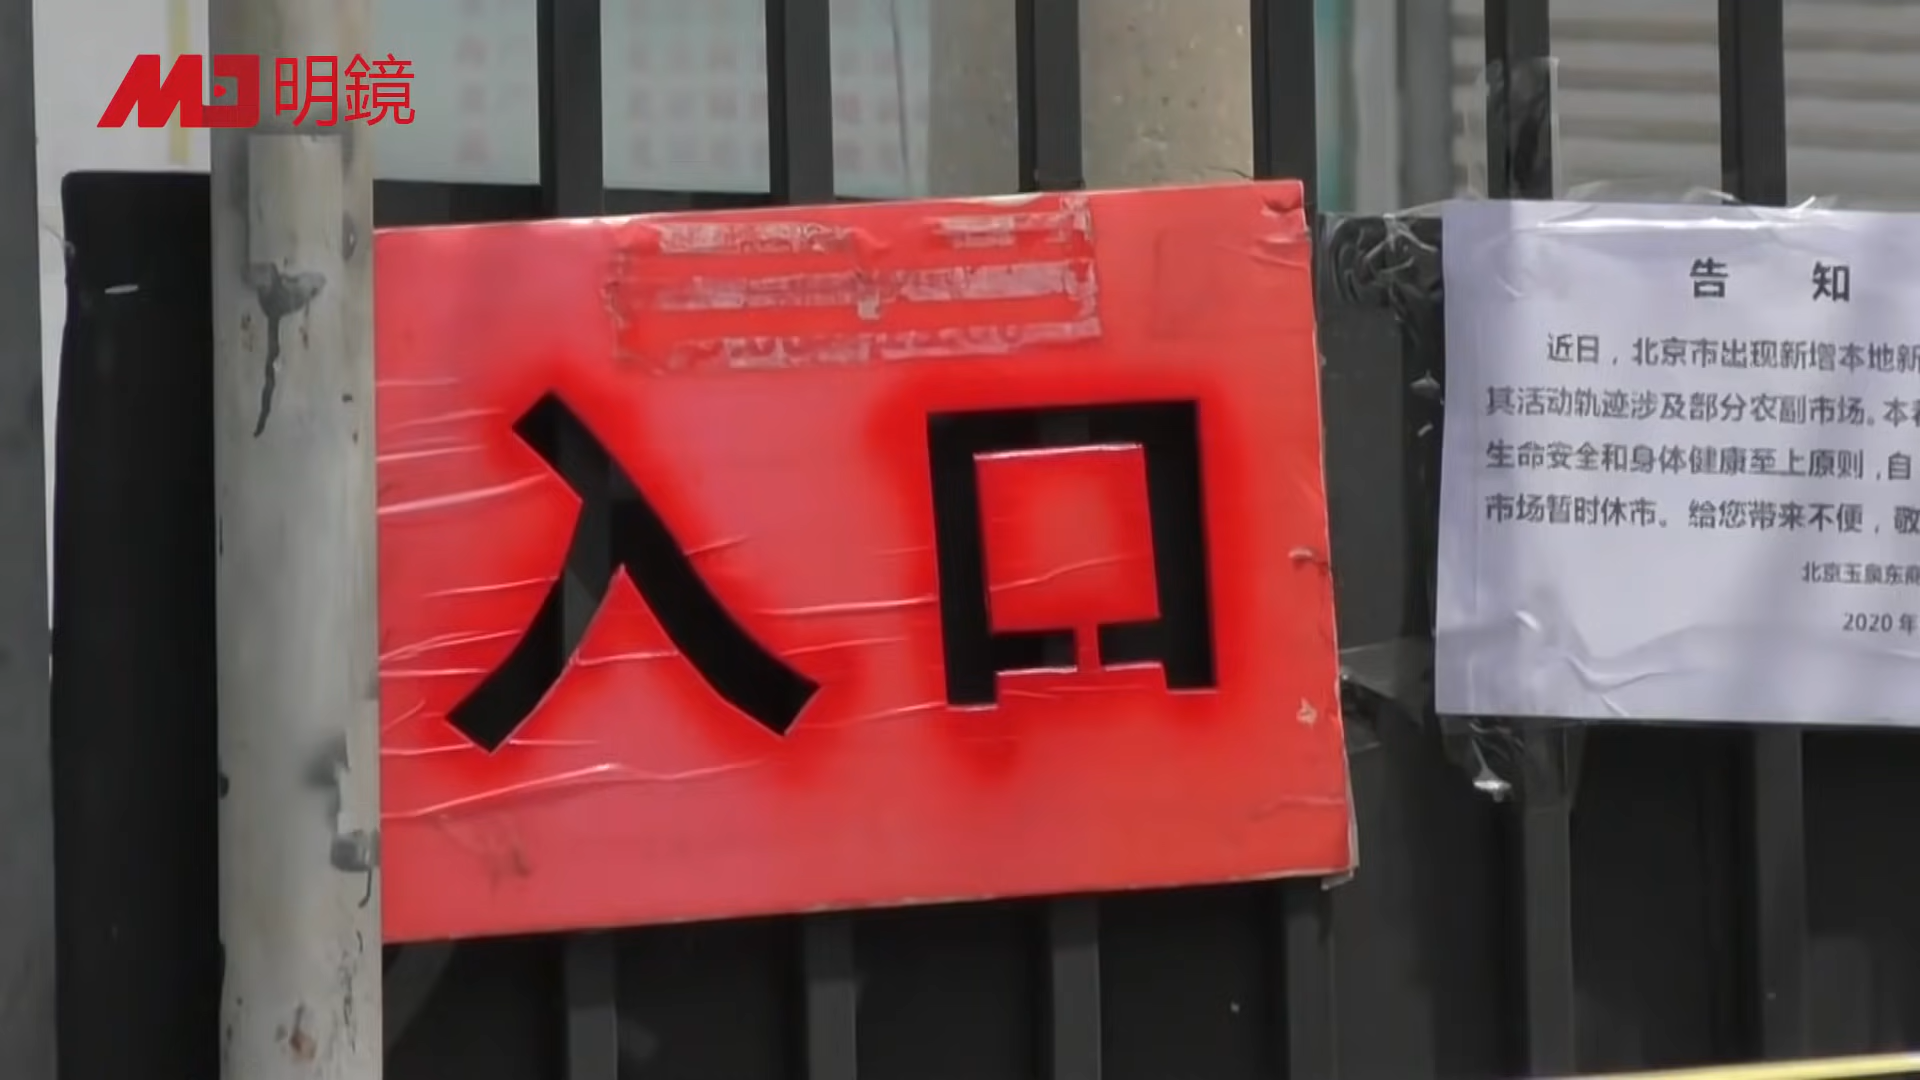 明鏡
入口
告 知
近日，北京市出现新增本地新
其活动轨迹涉及部分农副市场。本着
生命安全和身体健康至上原则，自
市场暂时休市。给您带来不便，敬
北京玉泉东商
2020 年